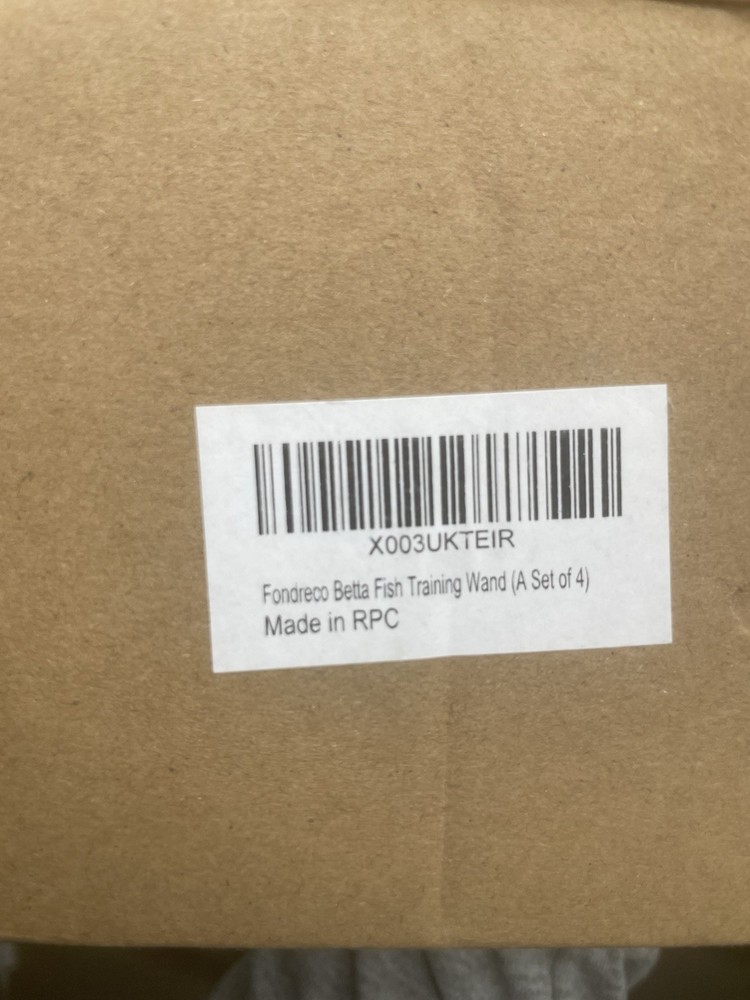 X003UKTEIR
Fondreco Betta Fish Training Wand (A Set of 4)
Made in RPC